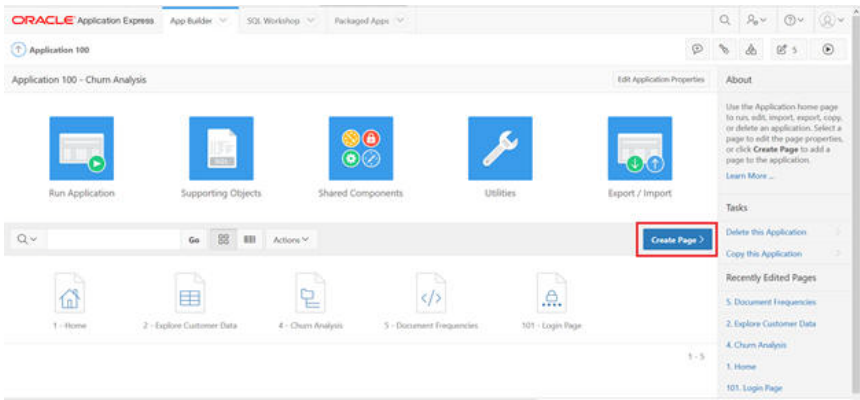 ORACLE Application Express
App Builder
SQL Workshop
Packaged Apps
Application 100
5
Application 100 - Churn Analysis
Edit Application Properties
About
Use the Application home page
to run, edit, import, export, copy,
or delete an application. Select a
page to edit the page properties,
or click Create Page to add a
page to the application.
Learn More ...
SQL
Run Application
Supporting Objects
Shared Components
Utilities
Export / Import
Tasks
Delete this Application
Copy this Application
Go
Actions
Create Page >
Recently Edited Pages
5. Document Frequencies
2. Explore Customer Data
4. Churn Analysis
1. Home
101. Login Page
1 - Home
2 - Explore Customer Data
4 - Churn Analysis
5 - Document Frequencies
101 - Login Page
1 - 5